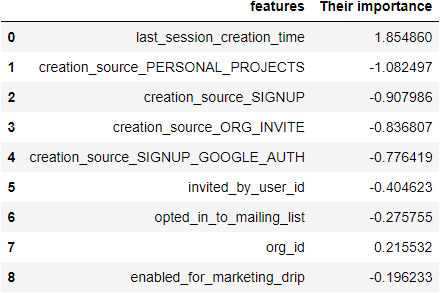 features Their importance
0 last_session_creation_time 1.854860
1 creation_source_PERSONAL_PROJECTS -1.082497
2 creation_source_SIGNUP -0.907986
3 creation_source_ORG_INVITE -0.836807
4 creation_source_SIGNUP_GOOGLE_AUTH -0.776419
5 invited_by_user_id -0.404623
6 opted_in_to_mailing_list -0.275755
7 org_id 0.215532
8 enabled_for_marketing_drip -0.196233